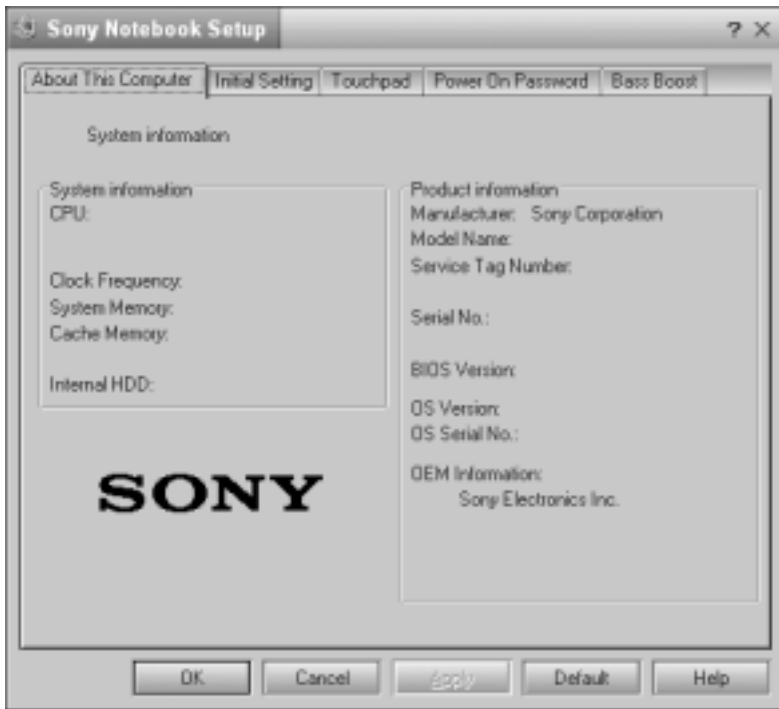 Sony Notebook Setup
? X
About This Computer Initial Setting Touchpad Power On Password Bass Boost
System information
System information
CPU:
Clock Frequency:
System Memory:
Cache Memory:
Internal HDD:
SONY
Product information
Manufacturer: Sony Corporation
Model Name:
Service Tag Number:
Serial No.:
BIOS Version:
OS Version:
OS Serial No.:
OEM Information:
Sony Electronics Inc.
OK Cancel Apply Default Help